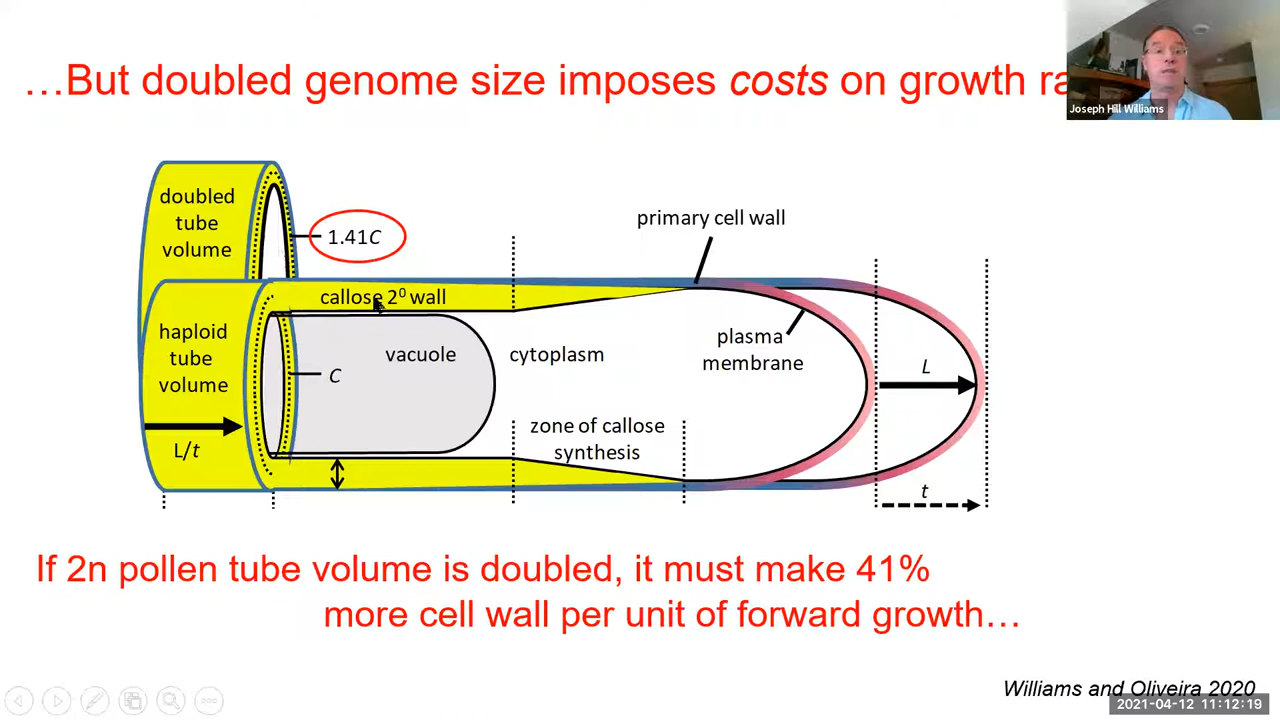 …But doubled genome size imposes costs on growth ra
Joseph Hill Williams
doubled
tube
volume
1.41C
primary cell wall
callose 2⁰ wall
haploid
tube
volume
vacuole
cytoplasm
plasma
membrane
C
L
L/t
zone of callose
synthesis
t
If 2n pollen tube volume is doubled, it must make 41%
more cell wall per unit of forward growth…
Williams and Oliveira 2020
2021-04-12 11:12:19